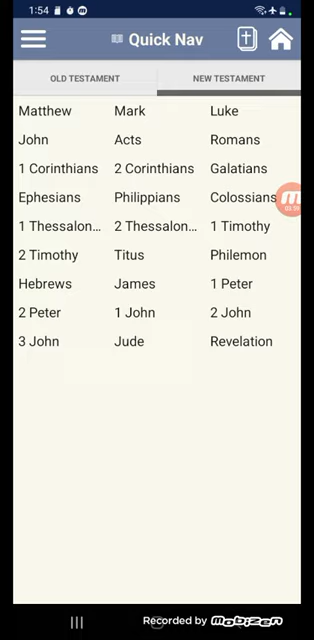 1:54
Quick Nav
OLD TESTAMENT NEW TESTAMENT
Matthew Mark Luke
John Acts Romans
1 Corinthians 2 Corinthians Galatians
Ephesians Philippians Colossians
1 Thessalon... 2 Thessalon... 1 Timothy
2 Timothy Titus Philemon
Hebrews James 1 Peter
2 Peter 1 John 2 John
3 John Jude Revelation
Recorded by mobizen